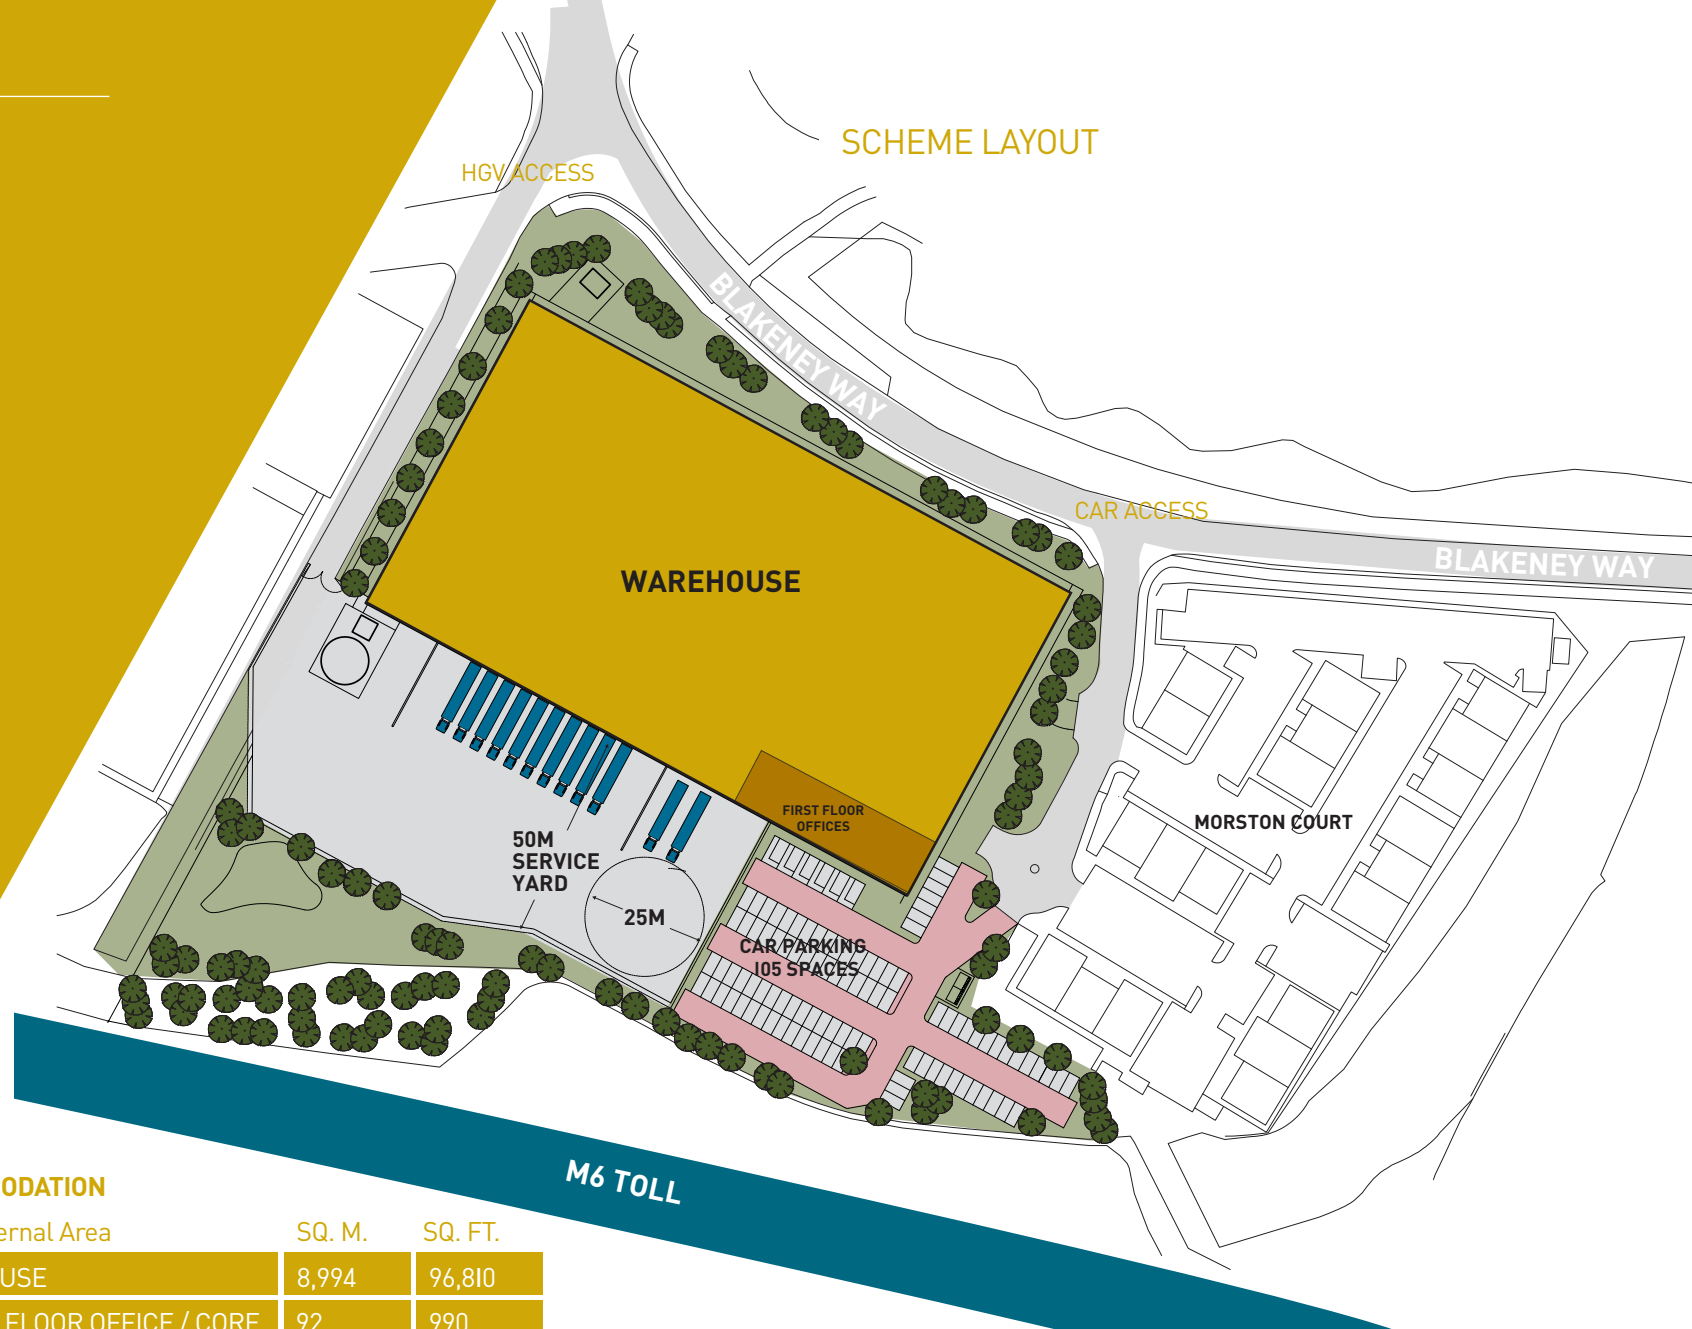 SCHEME LAYOUT
HGV ACCESS
BLAKENEY WAY
CAR ACCESS
BLAKENEY WAY
WAREHOUSE
FIRST FLOOR
OFFICES
MORSTON COURT
50M
SERVICE
YARD
25M
CAR PARKING
105 SPACES
M6 TOLL
ODATION
ernal Area SQ. M. SQ. FT.
USE 8,994 96,810
FLOOR OFFICE / CORE 92 990